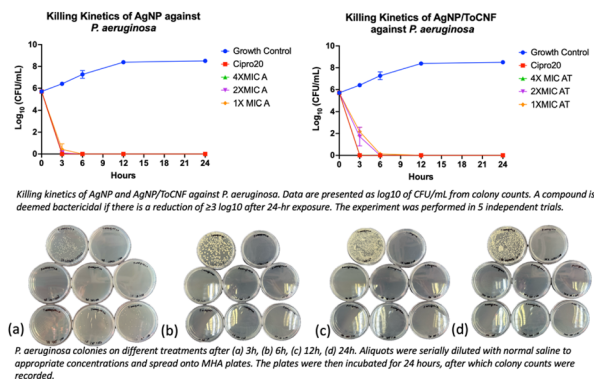 Killing Kinetics of AgNP against
P. aeruginosa
Log10 (CFU/mL)
10
8
6
4
2
0
0 3 6 9 12 15 18 21 24
Hours
Growth Control
Cipro20
4XMIC A
2XMIC A
1X MIC A
Killing Kinetics of AgNP/ToCNF
against P. aeruginosa
Log10 (CFU/mL)
10
8
6
4
2
0
0 3 6 9 12 15 18 21 24
Hours
Growth Control
Cipro20
4X MIC AT
2XMIC AT
1XMIC AT
Killing kinetics of AgNP and AgNP/ToCNF against P. aeruginosa. Data are presented as log10 of CFU/mL from colony counts. A compound is
deemed bactericidal if there is a reduction of ≥3 log10 after 24-hr exposure. The experiment was performed in 5 independent trials.
(a)
(b)
(c)
(d)
P. aeruginosa colonies on different treatments after (a) 3h, (b) 6h, (c) 12h, (d) 24h. Aliquots were serially diluted with normal saline to
appropriate concentrations and spread onto MHA plates. The plates were then incubated for 24 hours, after which colony counts were
recorded.